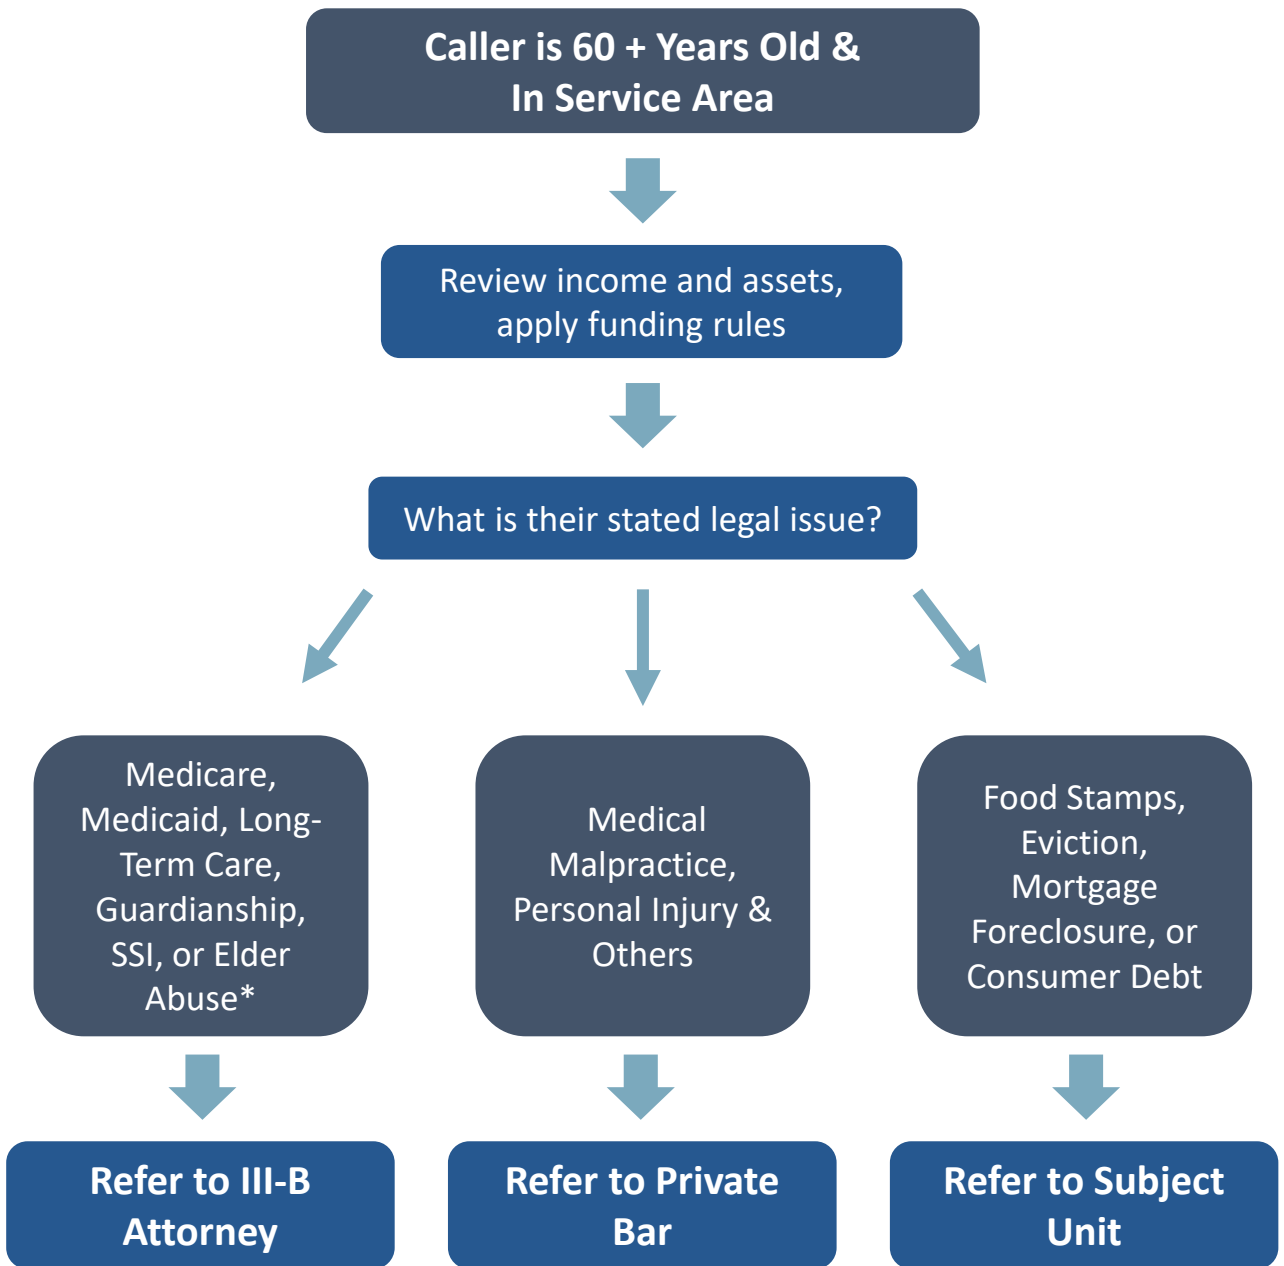 Caller is 60 + Years Old &
In Service Area
Review income and assets,
apply funding rules
What is their stated legal issue?
Medicare,
Medicaid, Long-
Term Care,
Guardianship,
SSI, or Elder
Abuse*
Medical
Malpractice,
Personal Injury &
Others
Food Stamps,
Eviction,
Mortgage
Foreclosure, or
Consumer Debt
Refer to III-B
Attorney
Refer to Private
Bar
Refer to Subject
Unit